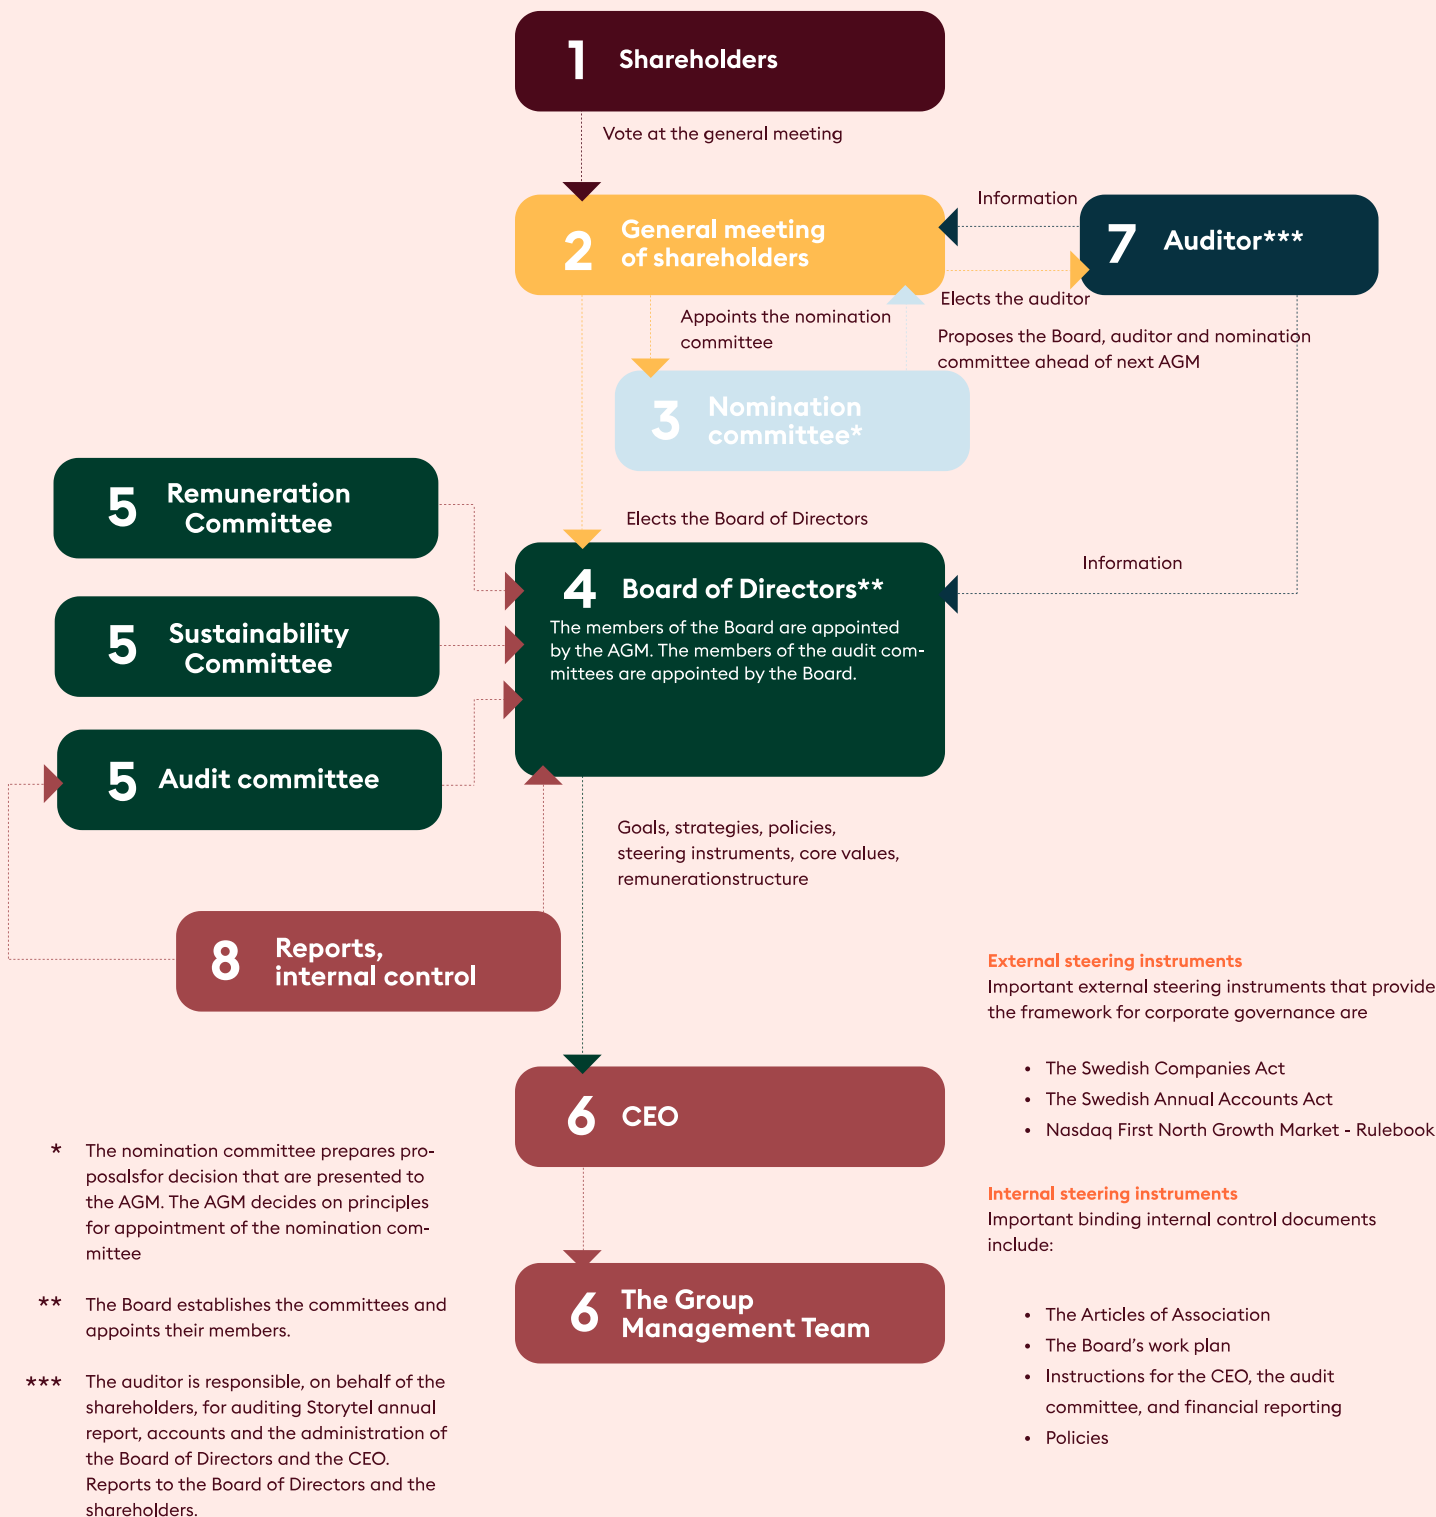 1 Shareholders
Vote at the general meeting
2 General meeting
of shareholders
Information
7 Auditor***
Elects the auditor
Appoints the nomination
committee
Proposes the Board, auditor and nomination
committee ahead of next AGM
3 Nomination
committee*
5 Remuneration
Committee
Elects the Board of Directors
4 Board of Directors**
The members of the Board are appointed
by the AGM. The members of the audit com-
mittees are appointed by the Board.
Information
5 Sustainability
Committee
5 Audit committee
Goals, strategies, policies,
steering instruments, core values,
remunerationstructure
8 Reports,
internal control
6 CEO
6 The Group
Management Team
* The nomination committee prepares pro-
posalsfor decision that are presented to
the AGM. The AGM decides on principles
for appointment of the nomination com-
mittee
** The Board establishes the committees and
appoints their members.
*** The auditor is responsible, on behalf of the
shareholders, for auditing Storytel annual
report, accounts and the administration of
the Board of Directors and the CEO.
Reports to the Board of Directors and the
shareholders.
External steering instruments
Important external steering instruments that provide
the framework for corporate governance are
• The Swedish Companies Act
• The Swedish Annual Accounts Act
• Nasdaq First North Growth Market - Rulebook
Internal steering instruments
Important binding internal control documents
include:
• The Articles of Association
• The Board’s work plan
• Instructions for the CEO, the audit
committee, and financial reporting
• Policies